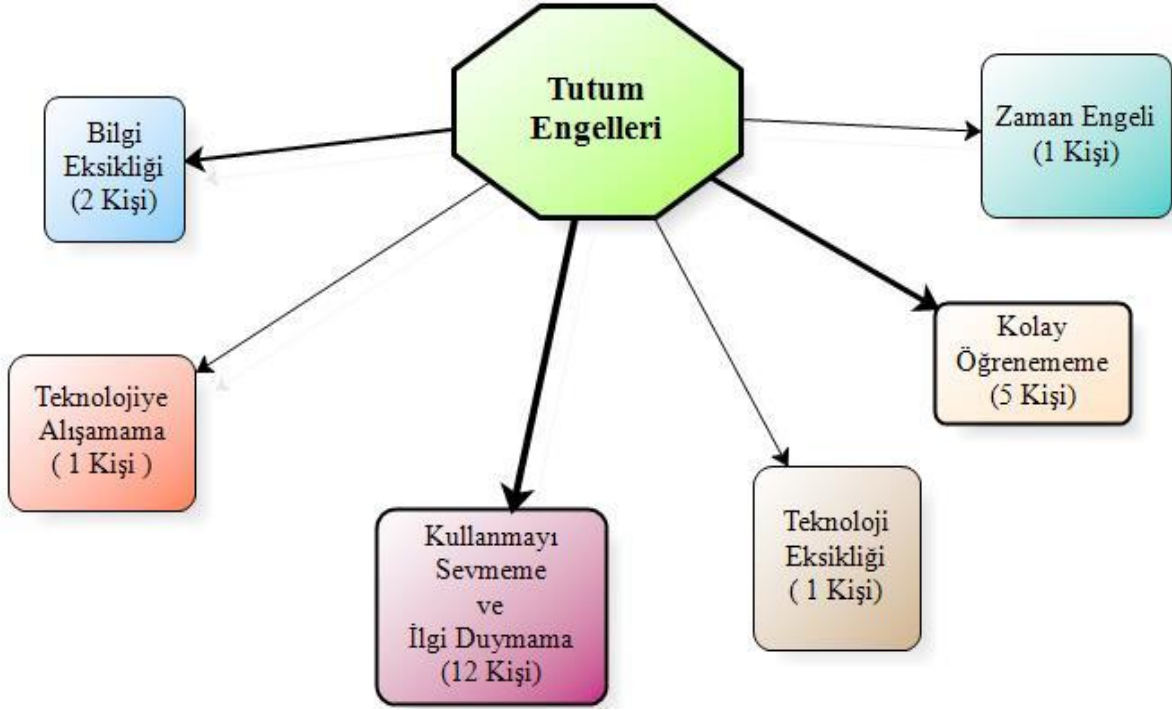 Tutum
Engelleri
Bilgi
Eksikliği
(2 Kişi)
Zaman Engeli
(1 Kişi)
Teknolojiye
Alışamama
( 1 Kişi )
Kullanmayı
Sevmeme
ve
İlgi Duymama
(12 Kişi)
Teknoloji
Eksikliği
( 1 Kişi)
Kolay
Öğrenememe
(5 Kişi)